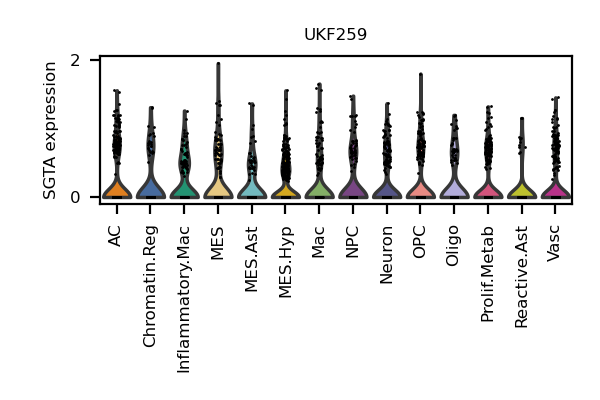 UKF259
SGTA expression
2
0
AC
Chromatin.Reg
Inflammatory.Mac
MES
MES.Ast
MES.Hyp
Mac
NPC
Neuron
OPC
Oligo
Prolif.Metab
Reactive.Ast
Vasc